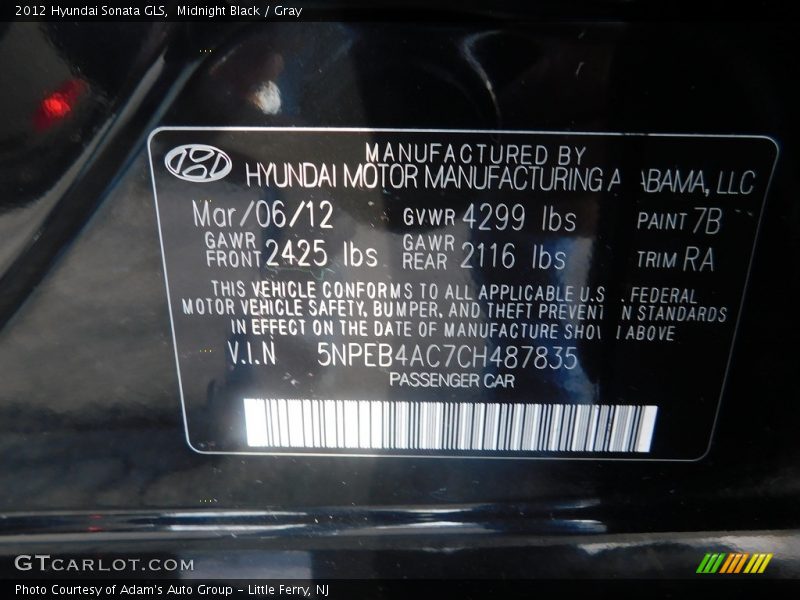 2012 Hyundai Sonata GLS, Midnight Black / Gray
MANUFACTURED BY
HYUNDAI MOTOR MANUFACTURING A BAMA, LLC
Mar/06/12 GVWR 4299 lbs PAINT 7B
GAWR FRONT 2425 lbs GAWR REAR 2116 lbs TRIM RA
THIS VEHICLE CONFORMS TO ALL APPLICABLE U.S. FEDERAL
MOTOR VEHICLE SAFETY, BUMPER, AND THEFT PREVENTI N STANDARDS
IN EFFECT ON THE DATE OF MANUFACTURE SHO ABOVE
V.I.N 5NPEB4AC7CH487835
PASSENGER CAR
GTCARLOT.COM
Photo Courtesy of Adam's Auto Group - Little Ferry, NJ